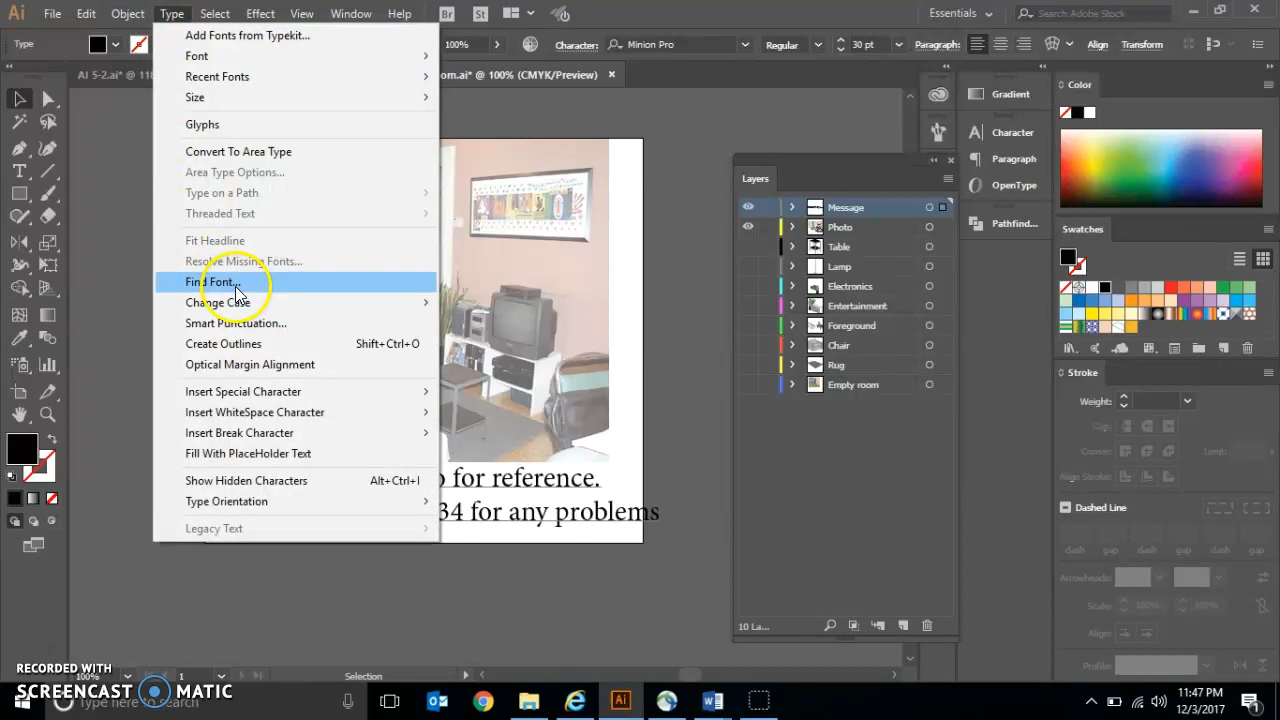 Ai File Edit Object Type Select Effect View Window Help Br St Essentials Search Adobe Stock
Type 100% Character: Minion Pro Regular 30 pt Paragraph: Align Transform
AI 5-2.ai* @ 118 om.ai* @ 100% (CMYK/Preview)
Add Fonts from Typekit...
Font
Recent Fonts
Size
Glyphs
Convert To Area Type
Area Type Options...
Type on a Path
Threaded Text
Fit Headline
Resolve Missing Fonts...
Find Font...
Change Case
Smart Punctuation...
Create Outlines Shift+Ctrl+O
Optical Margin Alignment
Insert Special Character
Insert WhiteSpace Character
Insert Break Character
Fill With PlaceHolder Text
Show Hidden Characters Alt+Ctrl+I
Type Orientation
Legacy Text
o for reference.
34 for any problems
Layers
Message
Photo
Table
Lamp
Electronics
Entertainment
Foreground
Chair
Rug
Empty room
10 La...
Gradient
Character
Paragraph
OpenType
Pathfin...
Color
Swatches
Stroke
Weight:
Cap:
Corner:
Limit:
Align Stroke:
Dashed Line
dash gap dash gap dash gap
Arrowheads:
Scale: 100% 100%
Align:
Profile:
100% 1 Selection
RECORDED WITH
SCREENCAST MATIC
Type here to search
11:47 PM
12/3/2017